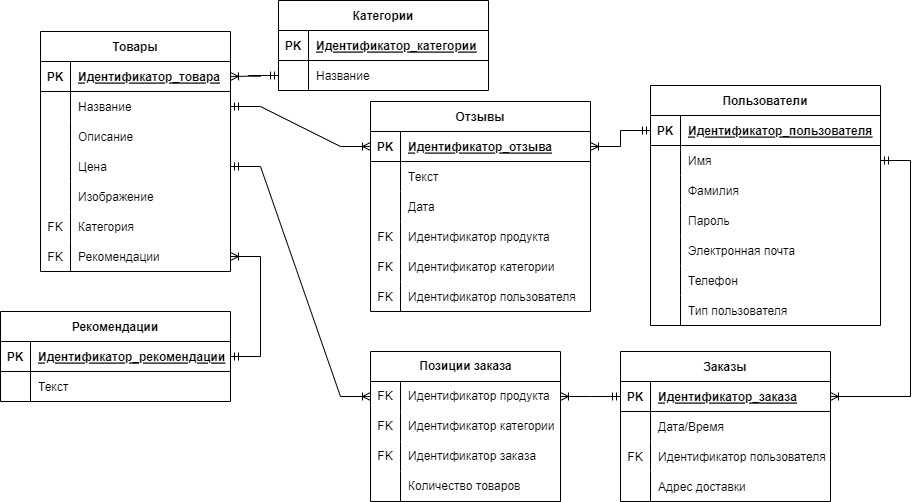 Категории
PK Идентификатор_категории
Название
Товары
PK Идентификатор_товара
Название
Описание
Цена
Изображение
FK Категория
FK Рекомендации
Отзывы
PK Идентификатор_отзыва
Текст
Дата
FK Идентификатор продукта
FK Идентификатор категории
FK Идентификатор пользователя
Пользователи
PK Идентификатор_пользователя
Имя
Фамилия
Пароль
Электронная почта
Телефон
Тип пользователя
Рекомендации
PK Идентификатор_рекомендации
Текст
Позиции заказа
FK Идентификатор продукта
FK Идентификатор категории
FK Идентификатор заказа
Количество товаров
Заказы
PK Идентификатор_заказа
Дата/Время
FK Идентификатор пользователя
Адрес доставки